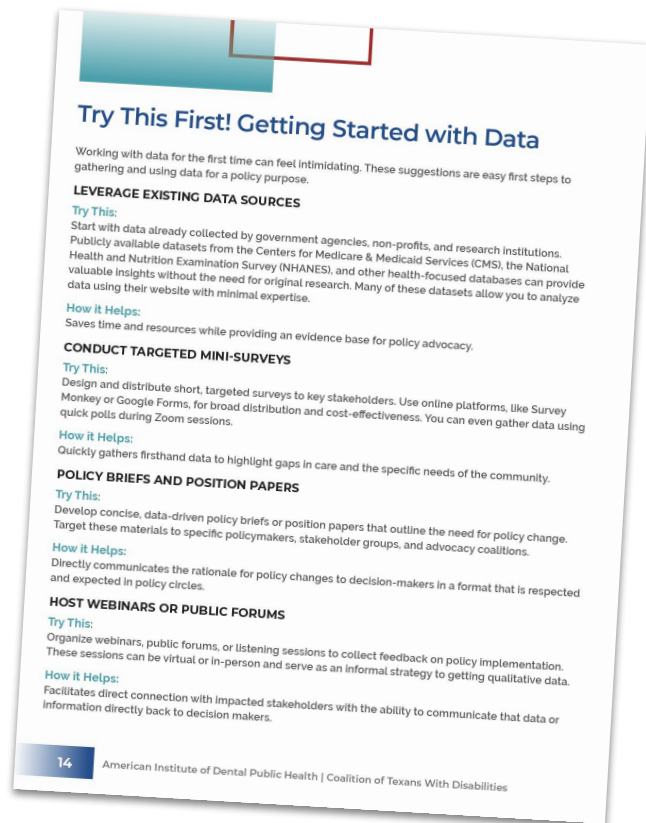 Try This First! Getting Started with Data
Working with data for the first time can feel intimidating. These suggestions are easy first steps to
gathering and using data for a policy purpose.
LEVERAGE EXISTING DATA SOURCES
Try This:
Start with data already collected by government agencies, non-profits, and research institutions.
Publicly available datasets from the Centers for Medicare & Medicaid Services (CMS), the National
Health and Nutrition Examination Survey (NHANES), and other health-focused databases can provide
valuable insights without the need for original research. Many of these datasets allow you to analyze
data using their website with minimal expertise.
How it Helps:
Saves time and resources while providing an evidence base for policy advocacy.
CONDUCT TARGETED MINI-SURVEYS
Try This:
Design and distribute short, targeted surveys to key stakeholders. Use online platforms, like Survey
Monkey or Google Forms, for broad distribution and cost-effectiveness. You can even gather data using
quick polls during Zoom sessions.
How it Helps:
Quickly gathers firsthand data to highlight gaps in care and the specific needs of the community.
POLICY BRIEFS AND POSITION PAPERS
Try This:
Develop concise, data-driven policy briefs or position papers that outline the need for policy change.
Target these materials to specific policymakers, stakeholder groups, and advocacy coalitions.
How it Helps:
Directly communicates the rationale for policy changes to decision-makers in a format that is respected
and expected in policy circles.
HOST WEBINARS OR PUBLIC FORUMS
Try This:
Organize webinars, public forums, or listening sessions to collect feedback on policy implementation.
These sessions can be virtual or in-person and serve as an informal strategy to getting qualitative data.
How it Helps:
Facilitates direct connection with impacted stakeholders with the ability to communicate that data or
information directly back to decision makers.
14
American Institute of Dental Public Health | Coalition of Texans With Disabilities